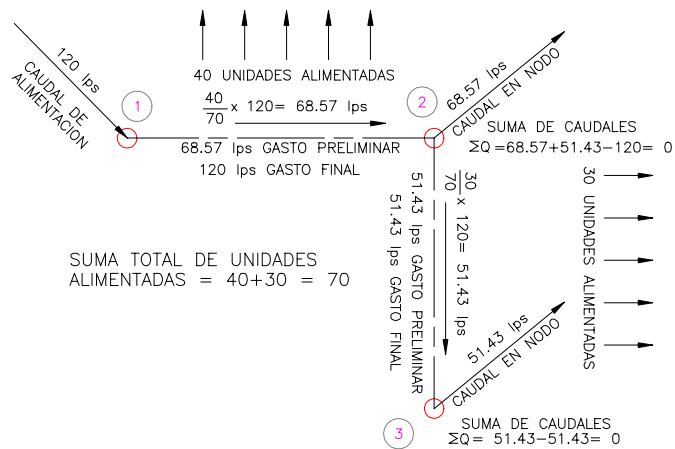 120 lps
CAUDAL DE
ALIMENTACION
1
40 UNIDADES ALIMENTADAS
40/70 x 120= 68.57 lps
68.57 lps GASTO PRELIMINAR
120 lps GASTO FINAL
2
68.57 lps
CAUDAL EN NODO
SUMA DE CAUDALES
ΣQ=68.57+51.43-120= 0
30/70 x 120= 51.43 lps
51.43 lps GASTO PRELIMINAR
51.43 lps GASTO FINAL
30 UNIDADES ALIMENTADAS
SUMA TOTAL DE UNIDADES
ALIMENTADAS = 40+30 = 70
51.43 lps
CAUDAL EN NODO
3
SUMA DE CAUDALES
ΣQ= 51.43-51.43= 0